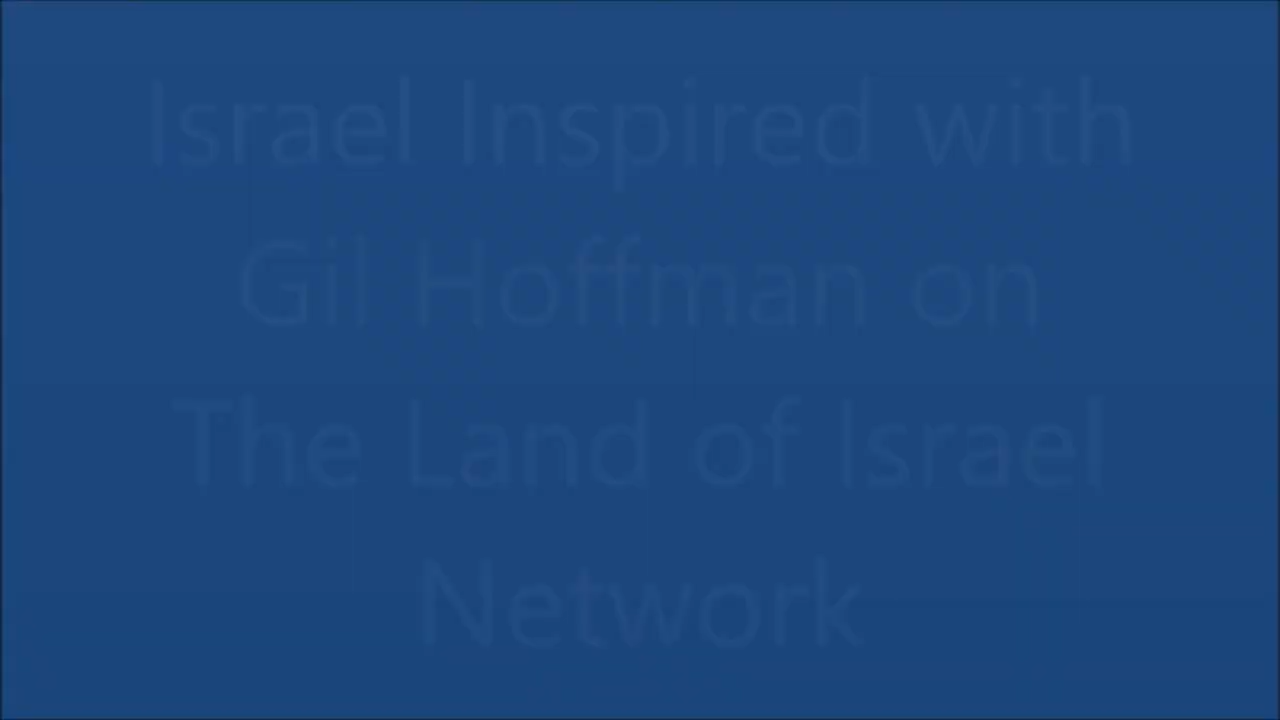 Israel Inspired with
Gil Hoffman on
The Land of Israel
Network